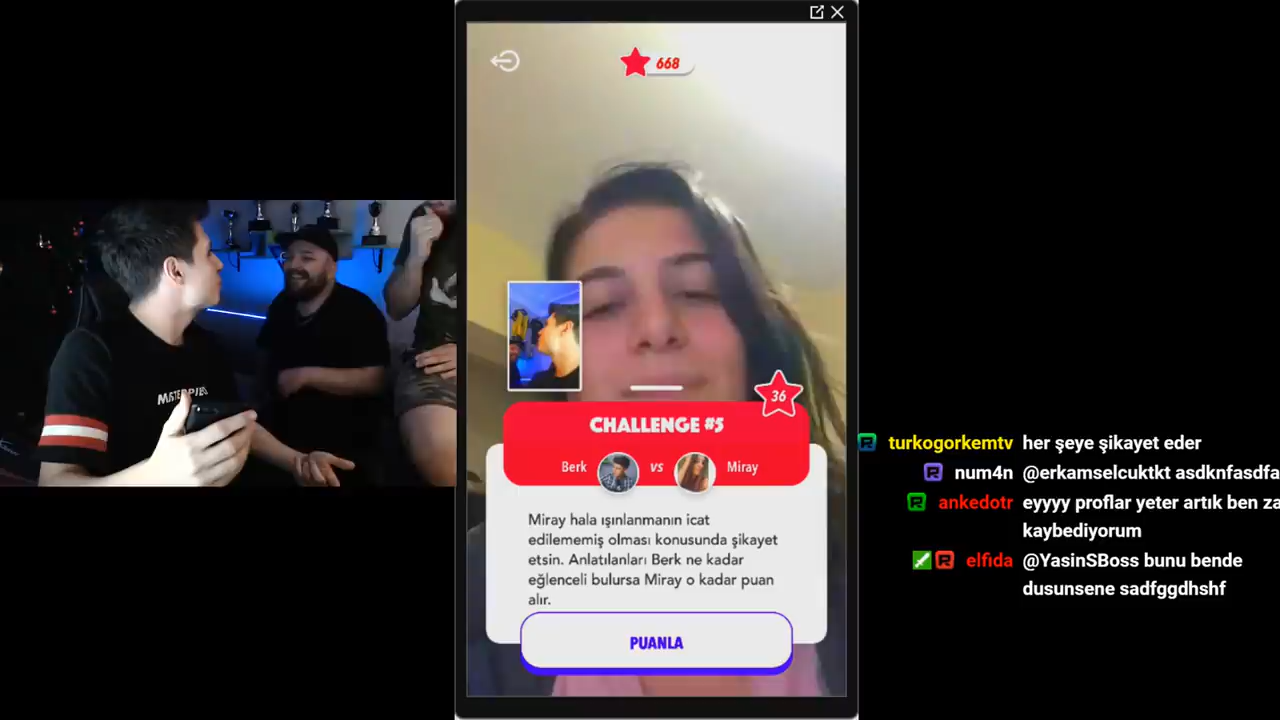 668
36
CHALLENGE #5
Berk vs Miray
Miray hala ışınlanmanın icat
edilememiş olması konusunda şikayet
etsin. Anlatılanları Berk ne kadar
eğlenceli bulursa Miray o kadar puan
alır.
PUANLA
turkogorkemtv her şeye şikayet eder
num4n @erkamselcuktkt asdknfasdfa
ankedotr eyyyy proflar yeter artık ben za
kaybediyorum
elfida @YasinSBoss bunu bende
dusunsene sadfggdhshf